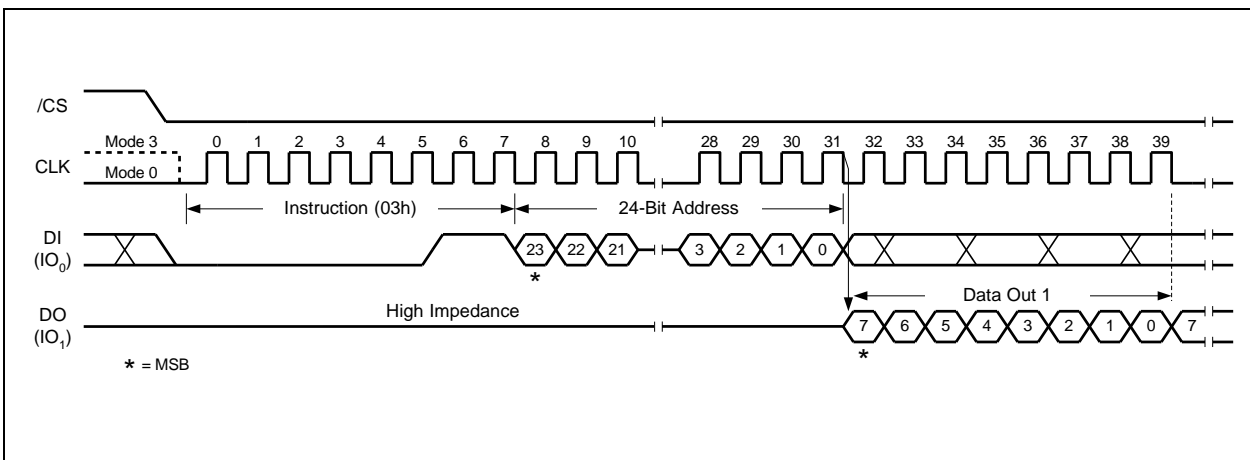 /CS
Mode 3 0 1 2 3 4 5 6 7 8 9 10 28 29 30 31 32 33 34 35 36 37 38 39
CLK
Mode 0
Instruction (03h) 24-Bit Address
DI
(IO₀)
23 22 21 3 2 1 0
*
Data Out 1
High Impedance
DO
(IO₁)
7 6 5 4 3 2 1 0 7
*
* = MSB